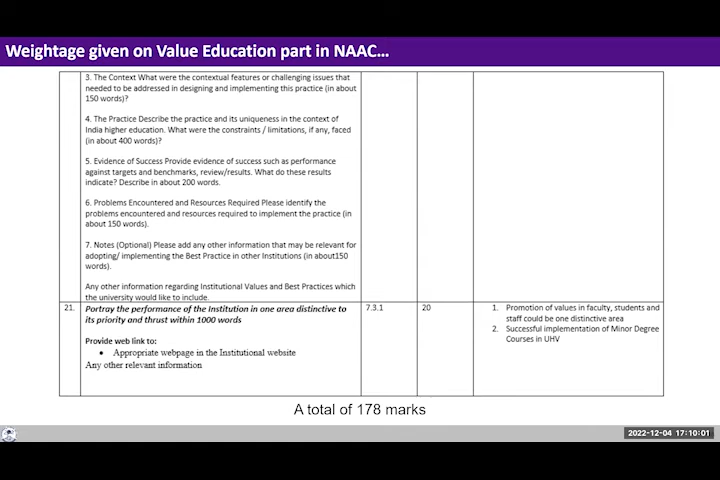 Weightage given on Value Education part in NAAC...
3. The Context What were the contextual features or challenging issues that
needed to be addressed in designing and implementing this practice (in about
150 words)?
4. The Practice Describe the practice and its uniqueness in the context of
India higher education. What were the constraints / limitations, if any, faced
(in about 400 words)?
5. Evidence of Success Provide evidence of success such as performance
against targets and benchmarks, review/results. What do these results
indicate? Describe in about 200 words.
6. Problems Encountered and Resources Required Please identify the
problems encountered and resources required to implement the practice (in
about 150 words).
7. Notes (Optional) Please add any other information that may be relevant for
adopting/ implementing the Best Practice in other Institutions (in about150
words).
Any other information regarding Institutional Values and Best Practices which
the university would like to include.
21.
Portray the performance of the Institution in one area distinctive to
its priority and thrust within 1000 words
Provide web link to:
• Appropriate webpage in the Institutional website
Any other relevant information
7.3.1
20
1. Promotion of values in faculty, students and
staff could be one distinctive area
2. Successful implementation of Minor Degree
Courses in UHV
A total of 178 marks
2022-12-04 17:10:01